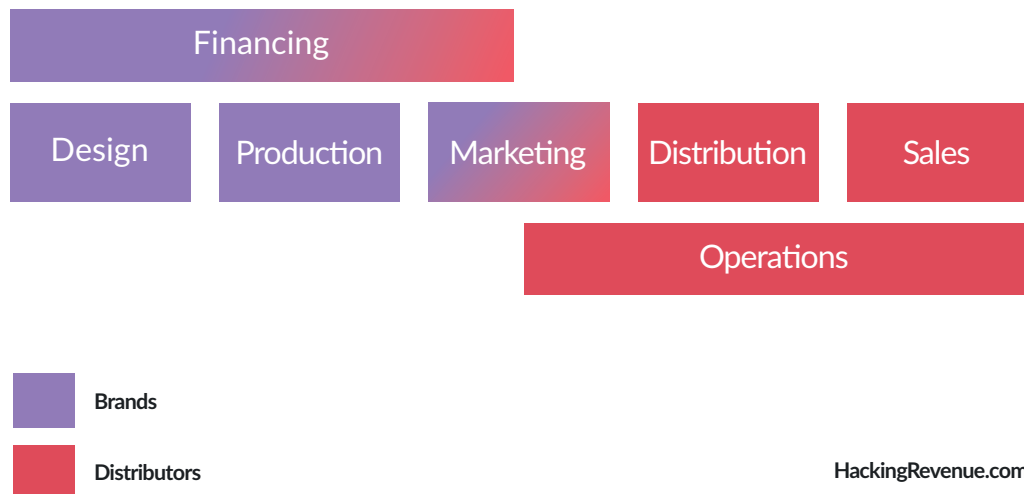 Financing
Design
Production
Marketing
Distribution
Sales
Operations
Brands
Distributors
HackingRevenue.com